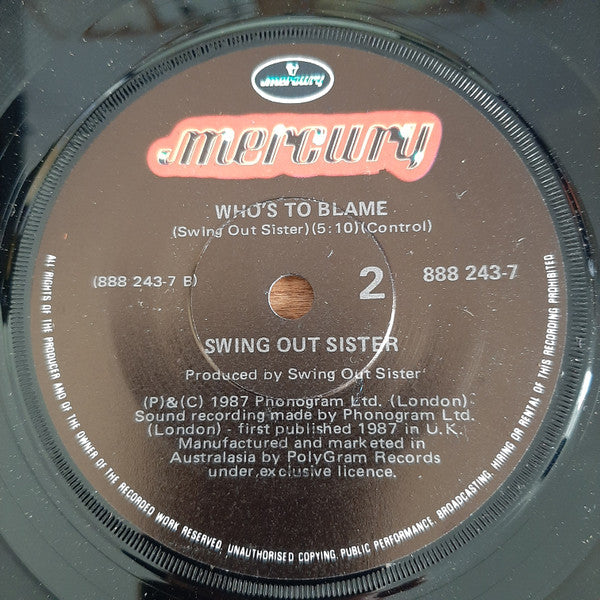 mercury
mercury
WHO'S TO BLAME
(Swing Out Sister)(5:10)(Control)
(888 243-7 B)
2
888 243-7
SWING OUT SISTER
Produced by Swing Out Sister
(P)&(C) 1987 Phonogram Ltd. (London)
Sound recording made by Phonogram Ltd.
(London) - first published 1987 in U.K.
Manufactured and marketed in
Australasia by PolyGram Records
under exclusive licence.
ALL RIGHTS OF THE PRODUCER AND OF THE OWNER OF THE RECORDED WORK RESERVED. UNAUTHORISED COPYING, PUBLIC PERFORMANCE, BROADCASTING, HIRING OR RENTAL OF THIS RECORDING PROHIBITED